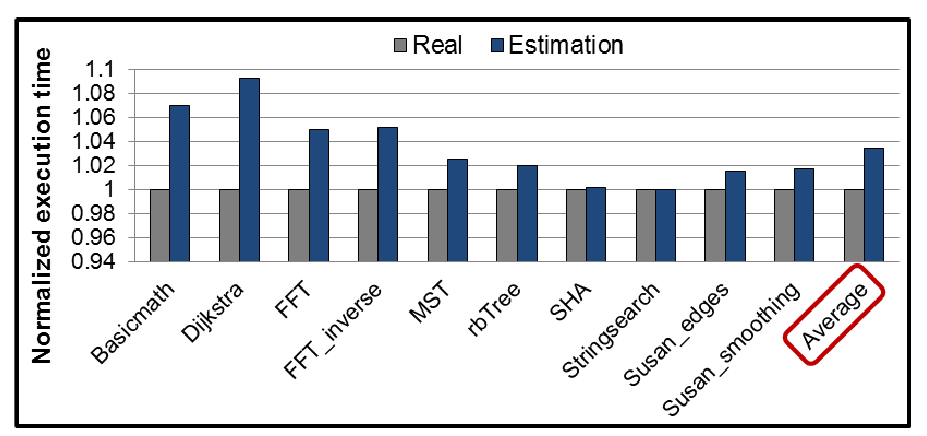 Real Estimation
Normalized execution time
1.1
1.08
1.06
1.04
1.02
1
0.98
0.96
0.94
Basicmath
Dijkstra
FFT
FFT_inverse
MST
rbTree
SHA
Stringsearch
Susan_edges
Susan_smoothing
Average